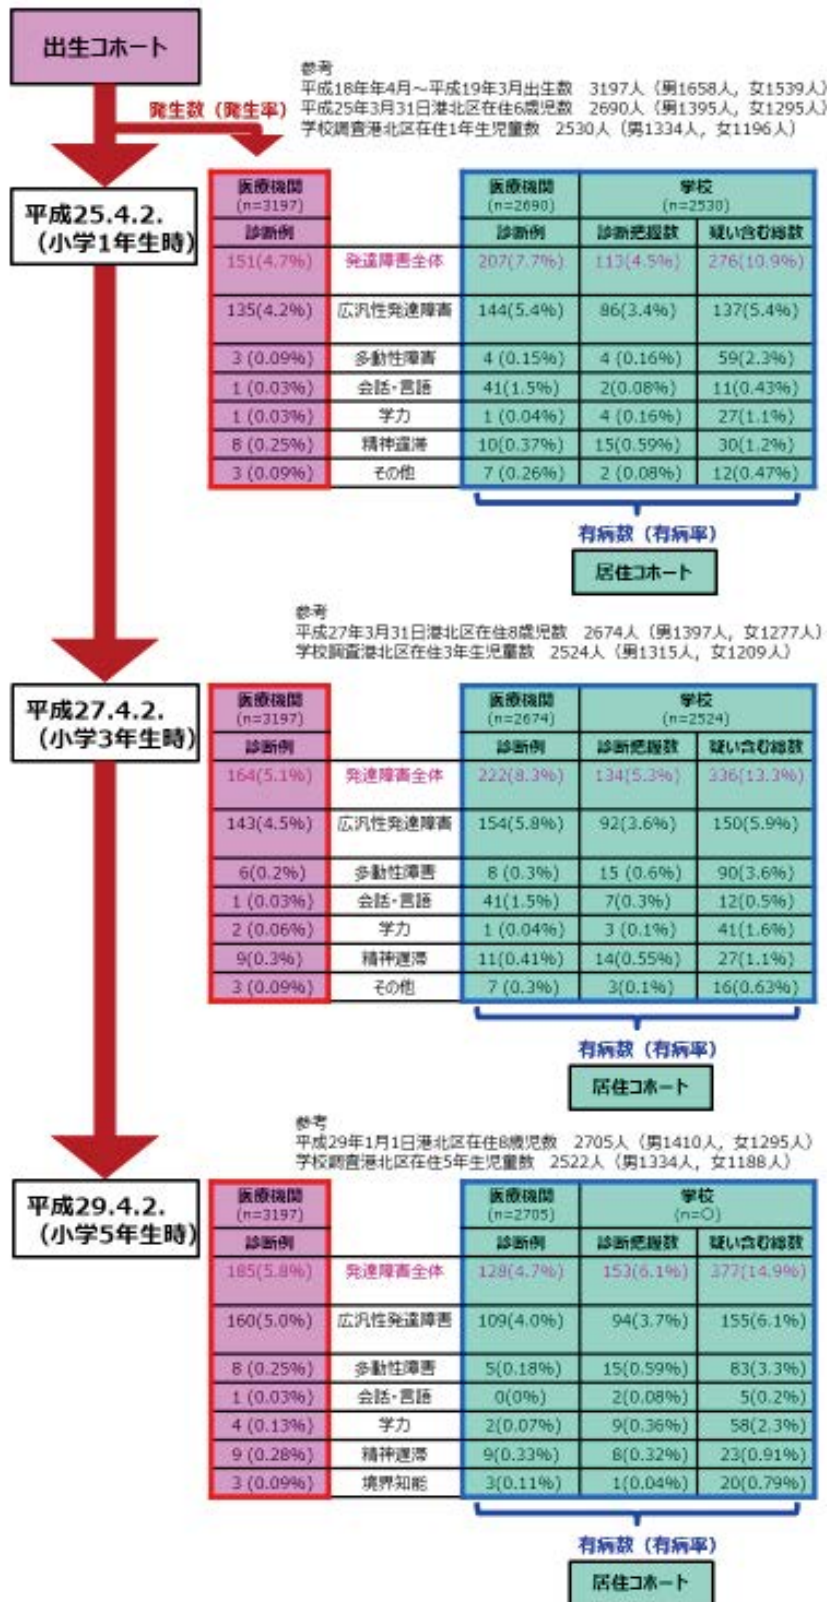 出生コホート
参考
平成18年年4月～平成19年3月出生数 3197人（男1658人，女1539人）
平成25年3月31日港北区在住6歳児数 2690人（男1395人，女1295人）
学校調査港北区在住1年生児童数 2530人（男1334人，女1196人）
発生数（発生率）
平成25.4.2.
（小学1年生時）
医療機関 医療機関 学校
(n=3197) (n=2690) (n=2530)
診断例 診断例 診断把握数 疑い含む総数
151(4.7%) 発達障害全体 207(7.7%) 113(4.5%) 276(10.9%)
135(4.2%) 広汎性発達障害 144(5.4%) 86(3.4%) 137(5.4%)
3 (0.09%) 多動性障害 4 (0.15%) 4 (0.16%) 59(2.3%)
1 (0.03%) 会話・言語 41(1.5%) 2(0.08%) 11(0.43%)
1 (0.03%) 学力 1 (0.04%) 4 (0.16%) 27(1.1%)
8 (0.25%) 精神遅滞 10(0.37%) 15(0.59%) 30(1.2%)
3 (0.09%) その他 7 (0.26%) 2 (0.08%) 12(0.47%)
有病数（有病率）
居住コホート
参考
平成27年3月31日港北区在住8歳児数 2674人（男1397人，女1277人）
学校調査港北区在住3年生児童数 2524人（男1315人，女1209人）
平成27.4.2.
（小学3年生時）
医療機関 医療機関 学校
(n=3197) (n=2674) (n=2524)
診断例 診断例 診断把握数 疑い含む総数
164(5.1%) 発達障害全体 222(8.3%) 134(5.3%) 336(13.3%)
143(4.5%) 広汎性発達障害 154(5.8%) 92(3.6%) 150(5.9%)
6(0.2%) 多動性障害 8 (0.3%) 15 (0.6%) 90(3.6%)
1 (0.03%) 会話・言語 41(1.5%) 7(0.3%) 12(0.5%)
2 (0.06%) 学力 1 (0.04%) 3 (0.1%) 41(1.6%)
9(0.3%) 精神遅滞 11(0.41%) 14(0.55%) 27(1.1%)
3 (0.09%) その他 7 (0.3%) 3(0.1%) 16(0.63%)
有病数（有病率）
居住コホート
参考
平成29年1月1日港北区在住8歳児数 2705人（男1410人，女1295人）
学校調査港北区在住5年生児童数 2522人（男1334人，女1188人）
平成29.4.2.
（小学5年生時）
医療機関 医療機関 学校
(n=3197) (n=2705) (n=〇)
診断例 診断例 診断把握数 疑い含む総数
185(5.8%) 発達障害全体 128(4.7%) 153(6.1%) 377(14.9%)
160(5.0%) 広汎性発達障害 109(4.0%) 94(3.7%) 155(6.1%)
8 (0.25%) 多動性障害 5(0.18%) 15(0.59%) 83(3.3%)
1 (0.03%) 会話・言語 0(0%) 2(0.08%) 5(0.2%)
4 (0.13%) 学力 2(0.07%) 9(0.36%) 58(2.3%)
9 (0.28%) 精神遅滞 9(0.33%) 8(0.32%) 23(0.91%)
3 (0.09%) 境界知能 3(0.11%) 1(0.04%) 20(0.79%)
有病数（有病率）
居住コホート